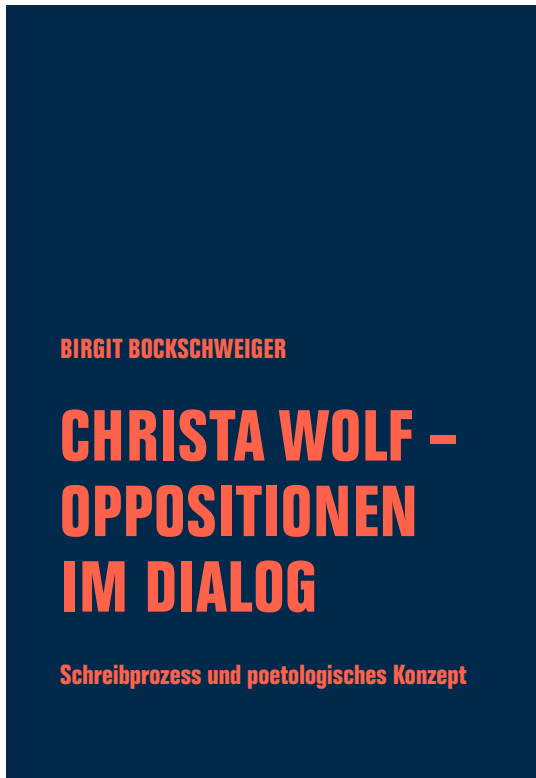 BIRGIT BOCKSCHWEIGER
CHRISTA WOLF –
OPPOSITIONEN
IM DIALOG
Schreibprozess und poetologisches Konzept